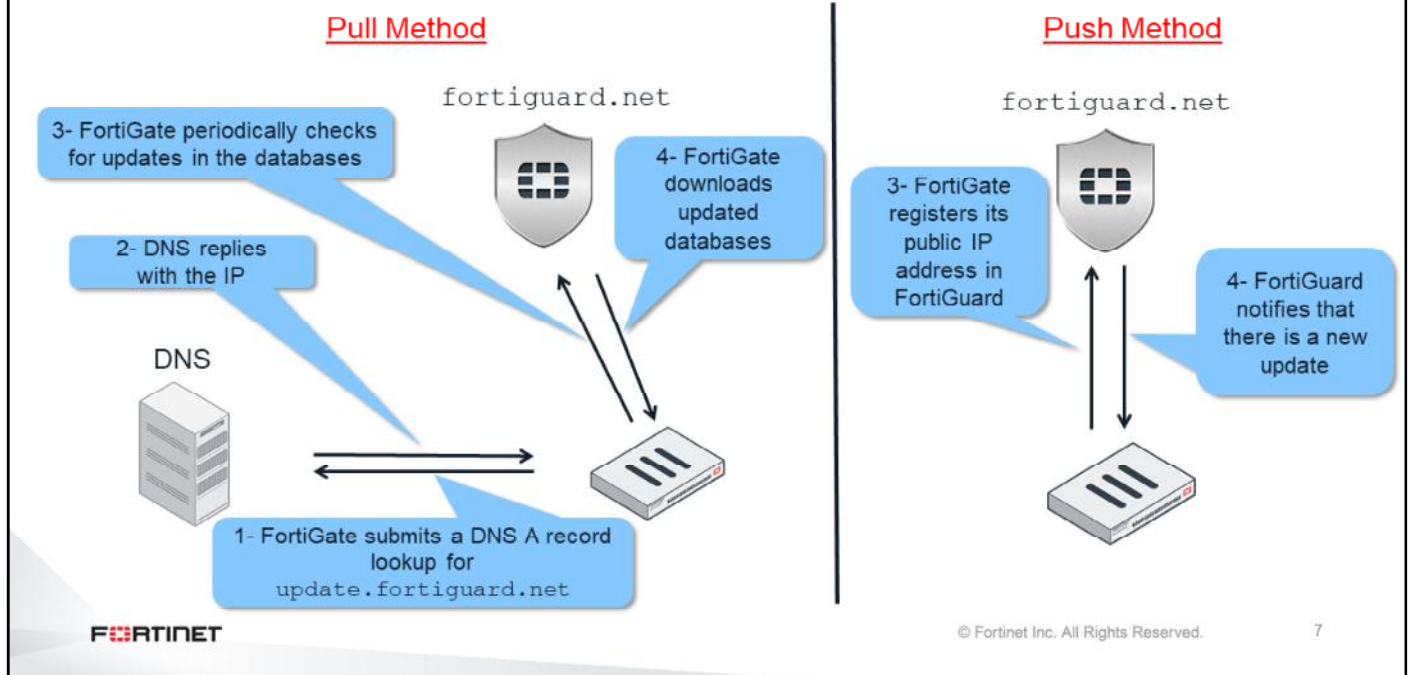 Pull Method
fortiguard.net
3- FortiGate periodically checks
for updates in the databases
4- FortiGate
downloads
updated
databases
2- DNS replies
with the IP
DNS
1- FortiGate submits a DNS A record
lookup for
update.fortiguard.net
Push Method
fortiguard.net
3- FortiGate
registers its
public IP
address in
FortiGuard
4- FortiGuard
notifies that
there is a new
update
FORTINET
© Fortinet Inc. All Rights Reserved.
7